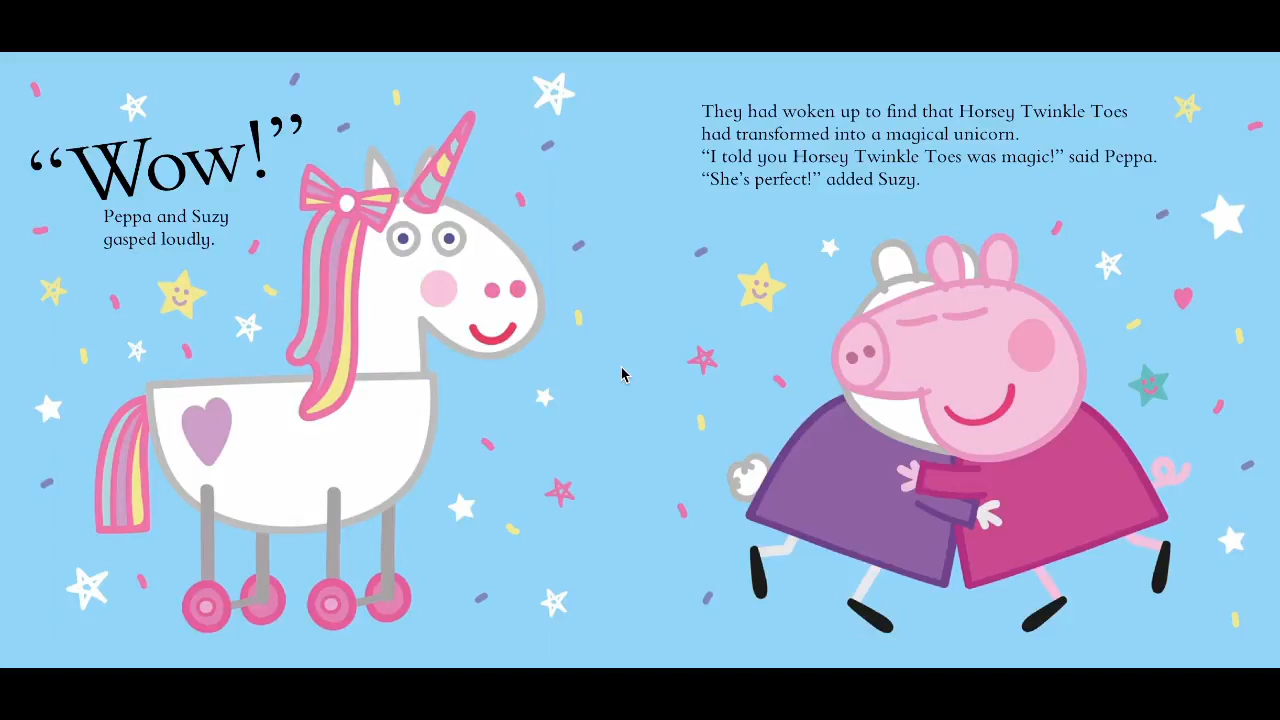 “Wow!”
Peppa and Suzy
gasped loudly.
They had woken up to find that Horsey Twinkle Toes
had transformed into a magical unicorn.
“I told you Horsey Twinkle Toes was magic!” said Peppa.
“She’s perfect!” added Suzy.